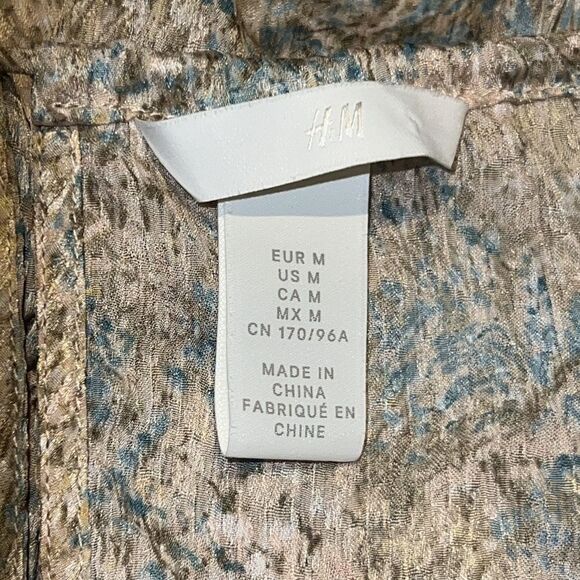 H&M
EUR M
US M
CA M
MX M
CN 170/96A
MADE IN
CHINA
FABRIQUÉ EN
CHINE